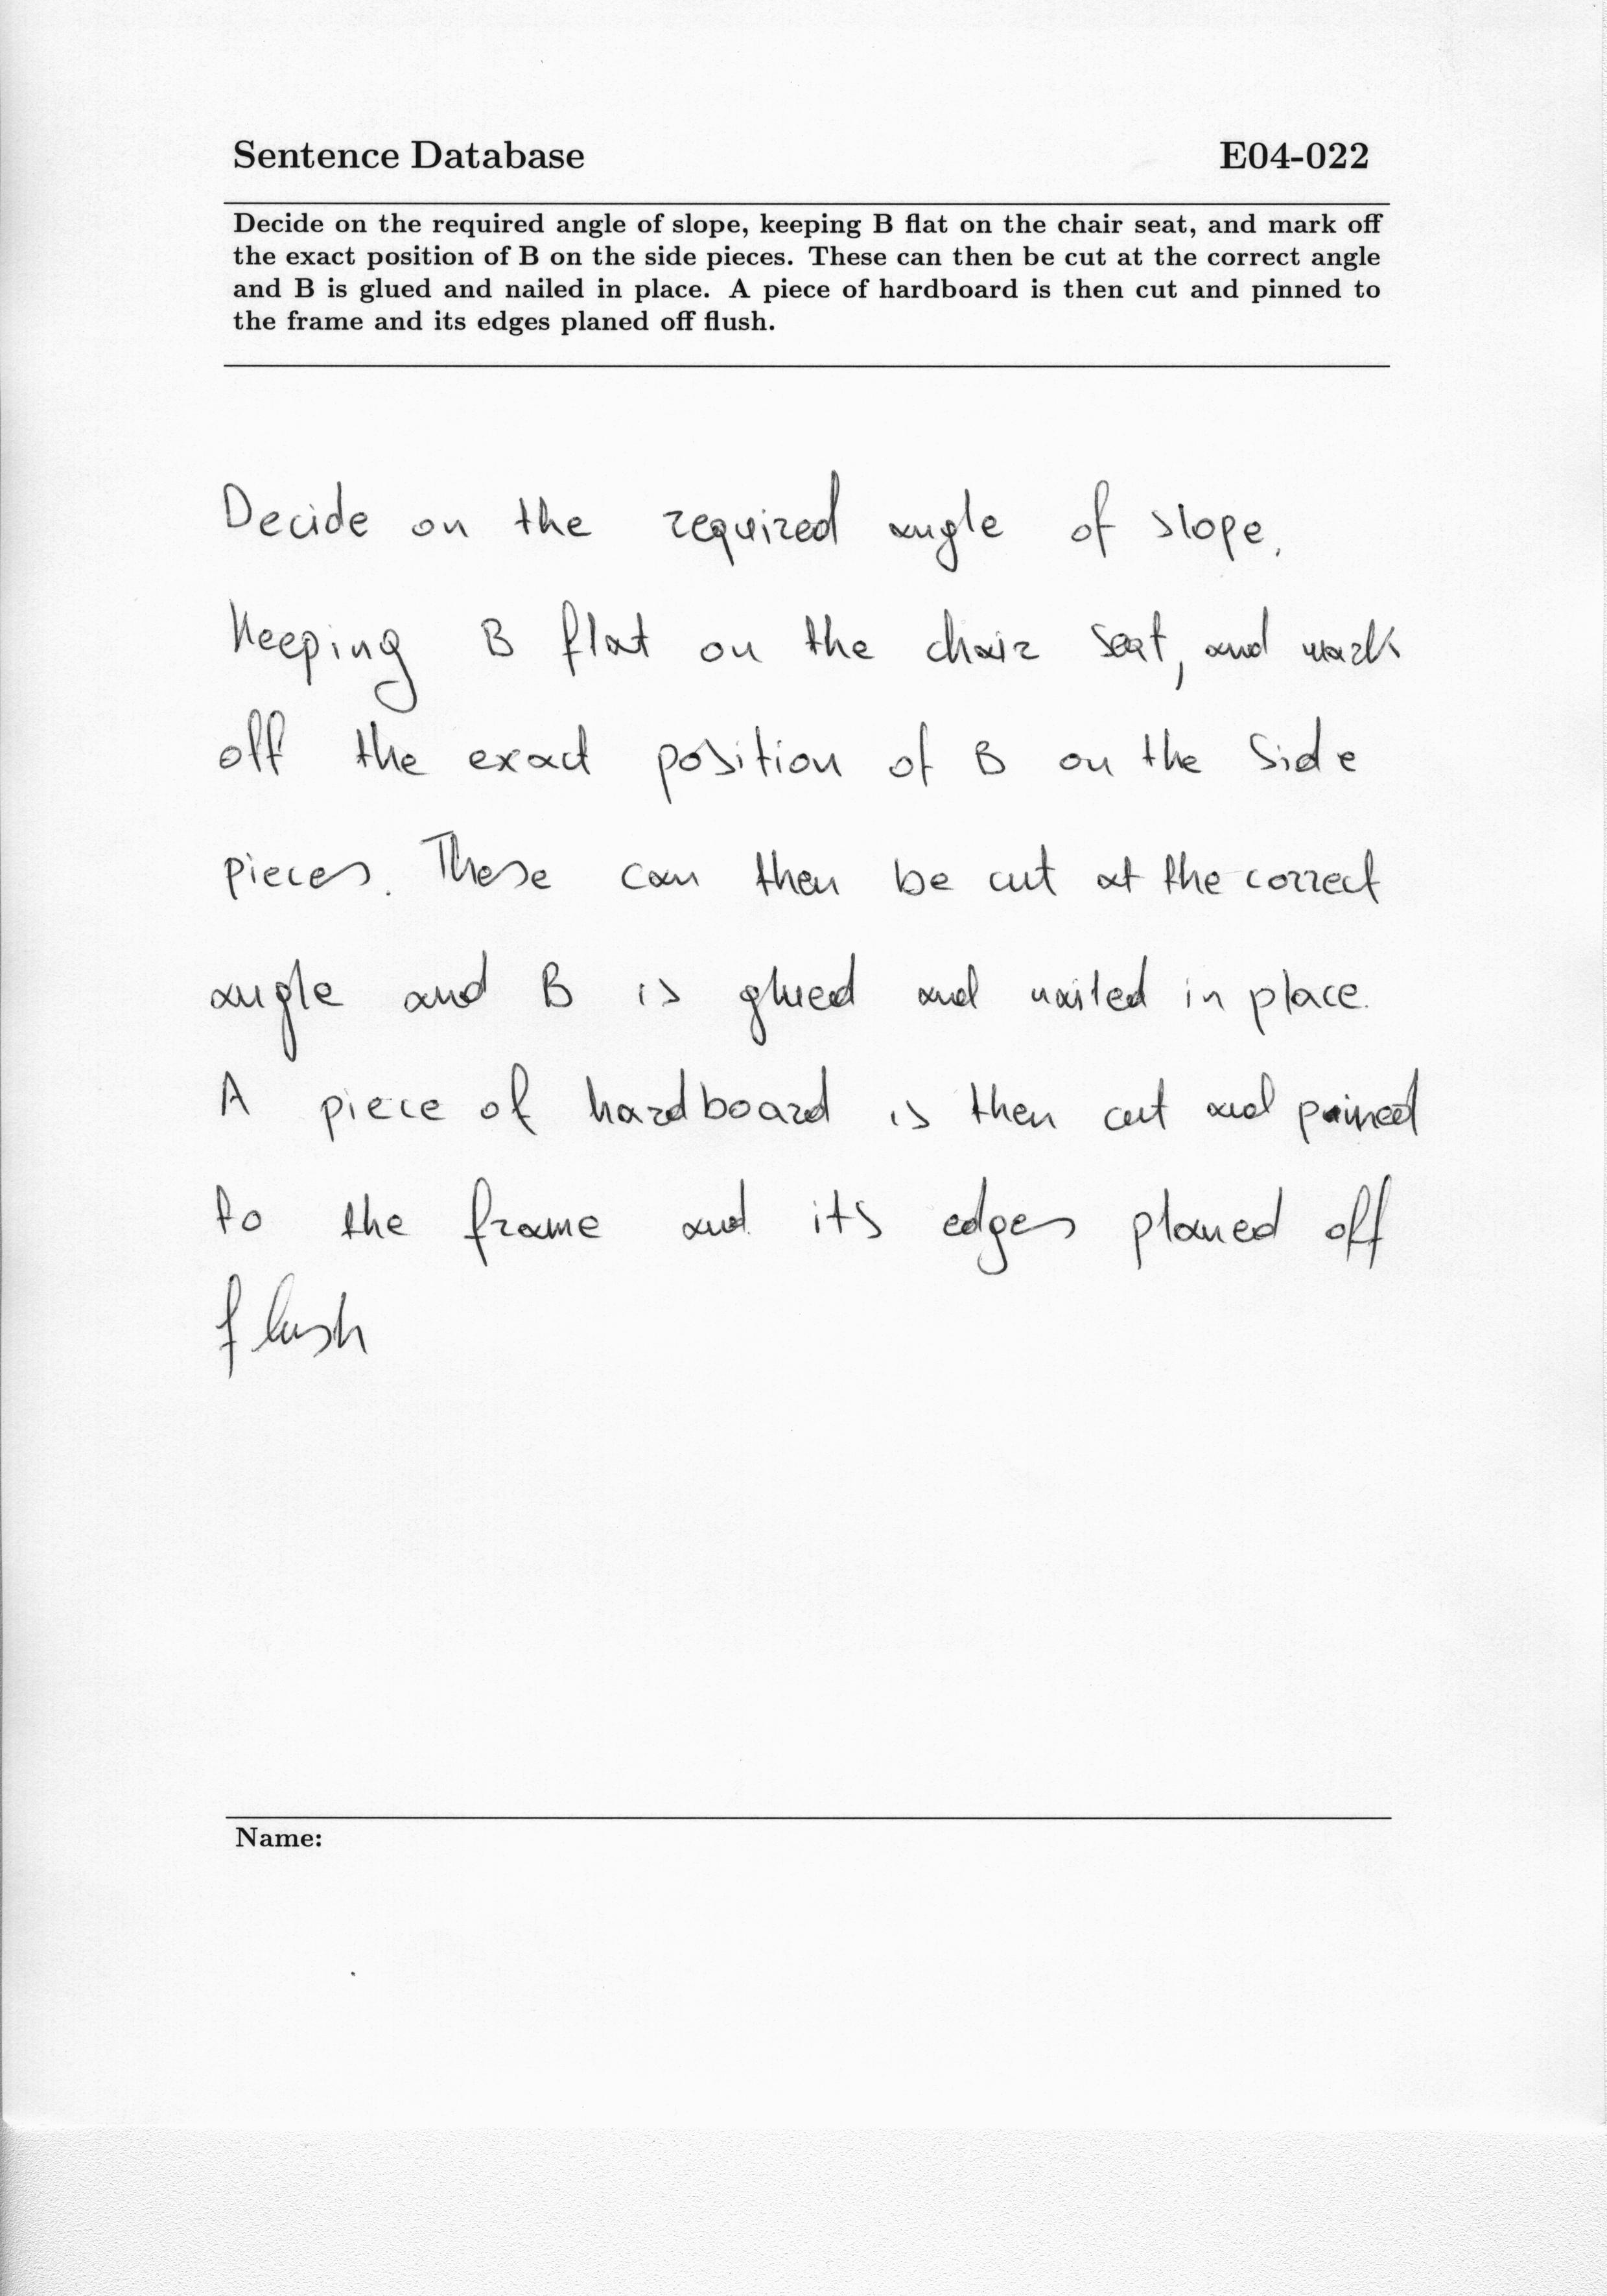 Sentence Database E04-022
Decide on the required angle of slope, keeping B flat on the chair seat, and mark off
the exact position of B on the side pieces. These can then be cut at the correct angle
and B is glued and nailed in place. A piece of hardboard is then cut and pinned to
the frame and its edges planed off flush.
Decide on the required angle of slope,
keeping B flat on the chair seat, and mark
off the exact position of B on the side
pieces. These can then be cut at the correct
angle and B is glued and nailed in place.
A piece of hardboard is then cut and pinned
to the frame and its edges planed off
flush
Name: